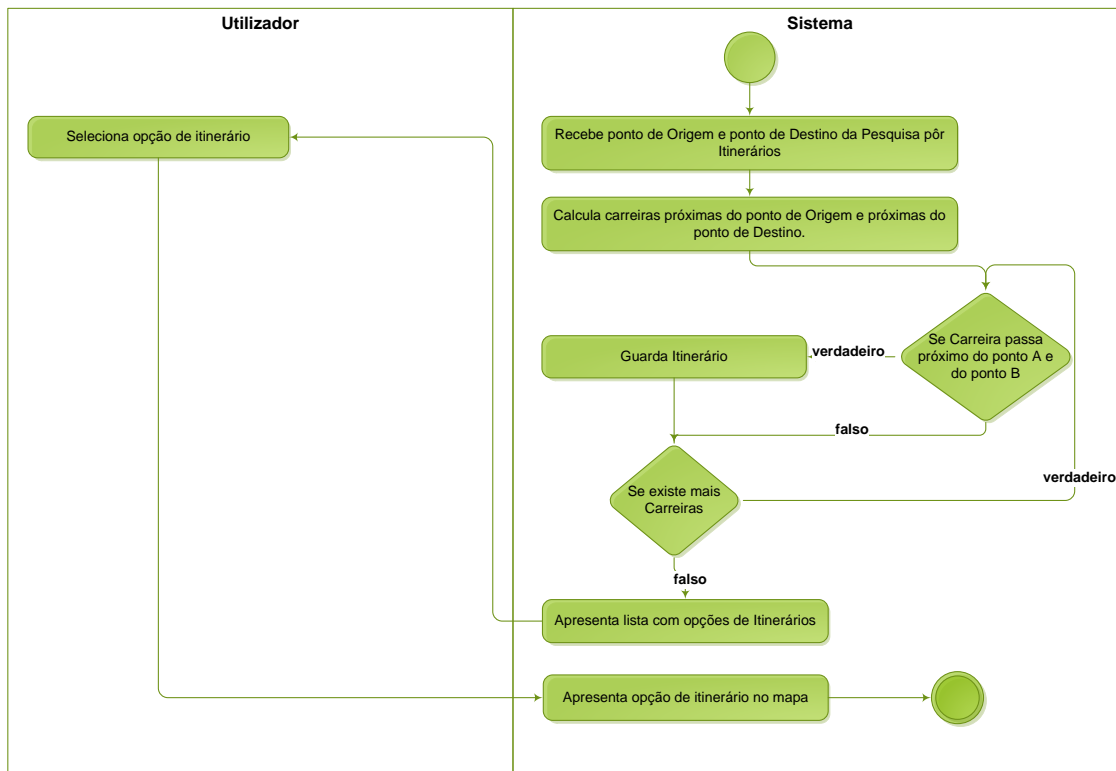 Utilizador
Sistema
Seleciona opção de itinerário
Recebe ponto de Origem e ponto de Destino da Pesquisa pôr
Itinerários
Calcula carreiras próximas do ponto de Origem e próximas do
ponto de Destino.
Se Carreira passa
próximo do ponto A e
do ponto B
verdadeiro
Guarda Itinerário
falso
Se existe mais
Carreiras
verdadeiro
falso
Apresenta lista com opções de Itinerários
Apresenta opção de itinerário no mapa